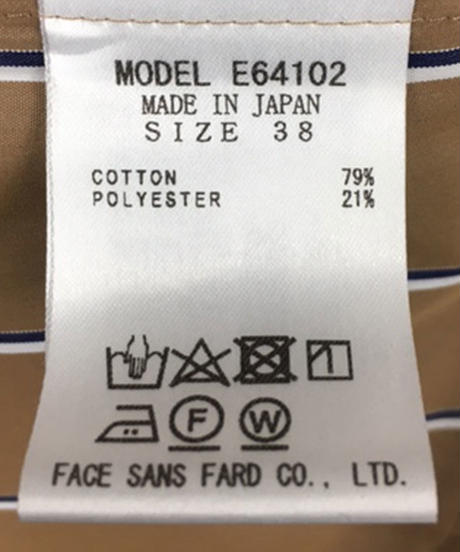 MODEL E64102
MADE IN JAPAN
SIZE 38
COTTON 79%
POLYESTER 21%
F W
FACE SANS FARD CO., LTD.